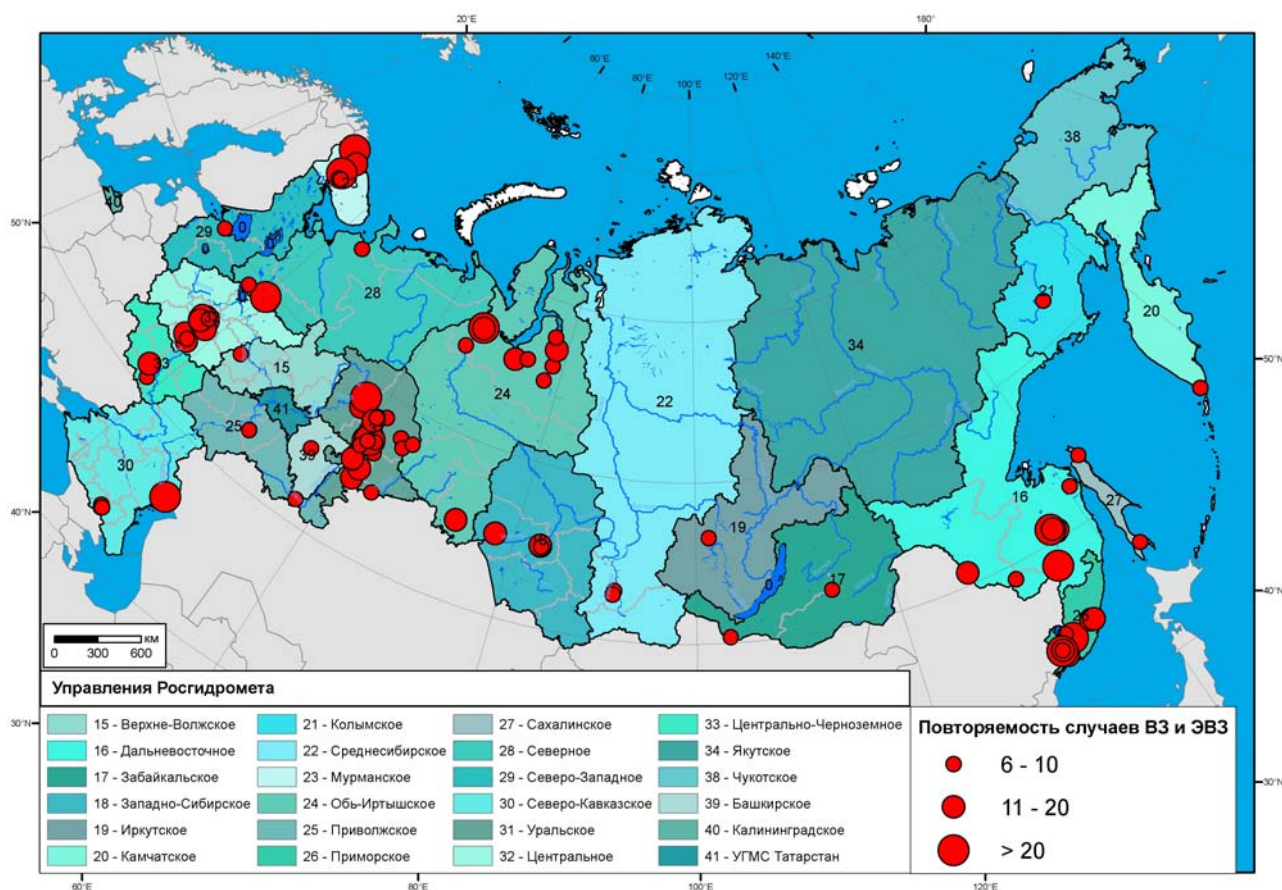 20°E
180°
60°E
80°E
100°E
120°E
140°E
50°N
40°N
30°N
50°N
40°N
30°N
38
40
29
0
0
0
28
21
20
34
15
24
22
41
25
39
30
16
27
19
17
0
КМ
0 300 600
Управления Росгидромета
15 - Верхне-Волжское
16 - Дальневосточное
17 - Забайкальское
18 - Западно-Сибирское
19 - Иркутское
20 - Камчатское
21 - Колымское
22 - Среднесибирское
23 - Мурманское
24 - Обь-Иртышское
25 - Приволжское
26 - Приморское
27 - Сахалинское
28 - Северное
29 - Северо-Западное
30 - Северо-Кавказское
31 - Уральское
32 - Центральное
33 - Центрально-Черноземное
34 - Якутское
38 - Чукотское
39 - Башкирское
40 - Калининградское
41 - УГМС Татарстан
Повторяемость случаев ВЗ и ЭВЗ
6 - 10
11 - 20
> 20
60°E
80°E
100°E
120°E